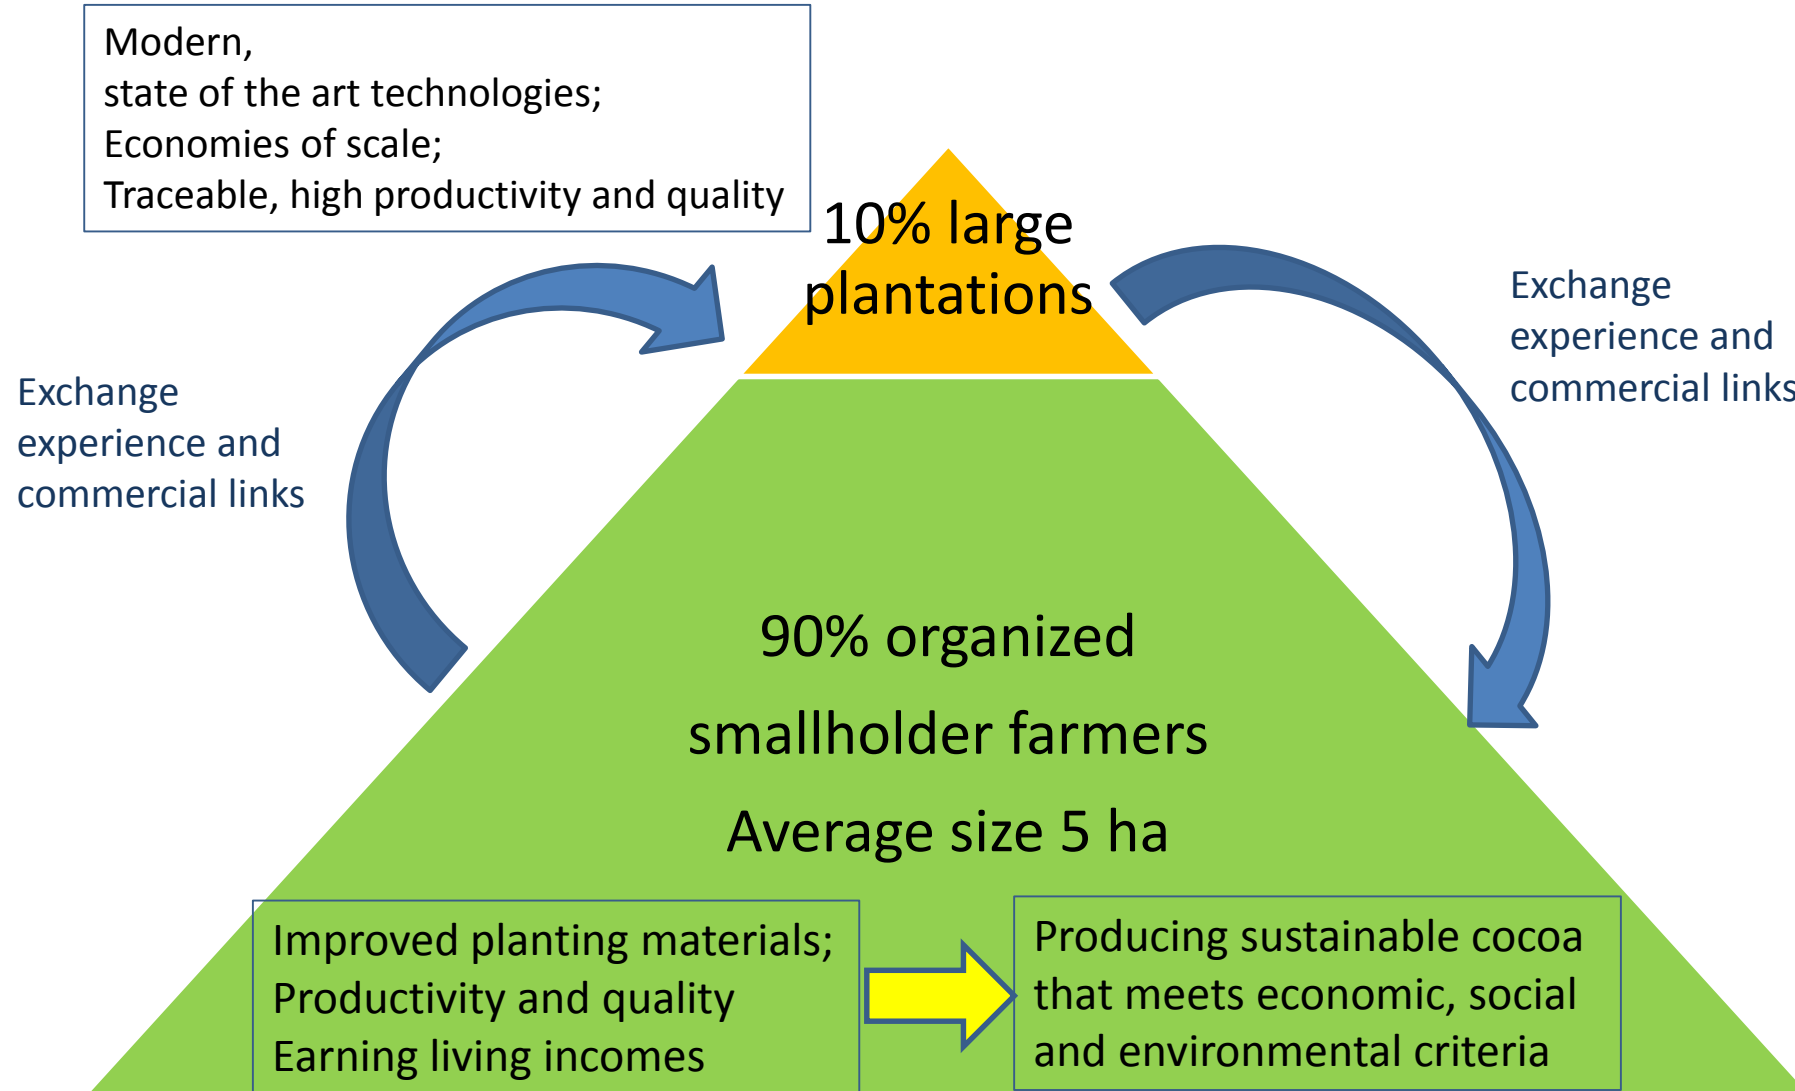 Modern,
state of the art technologies;
Economies of scale;
Traceable, high productivity and quality
10% large
plantations
Exchange
experience and
commercial links
Exchange
experience and
commercial links
90% organized
smallholder farmers
Average size 5 ha
Improved planting materials;
Productivity and quality
Earning living incomes
Producing sustainable cocoa
that meets economic, social
and environmental criteria